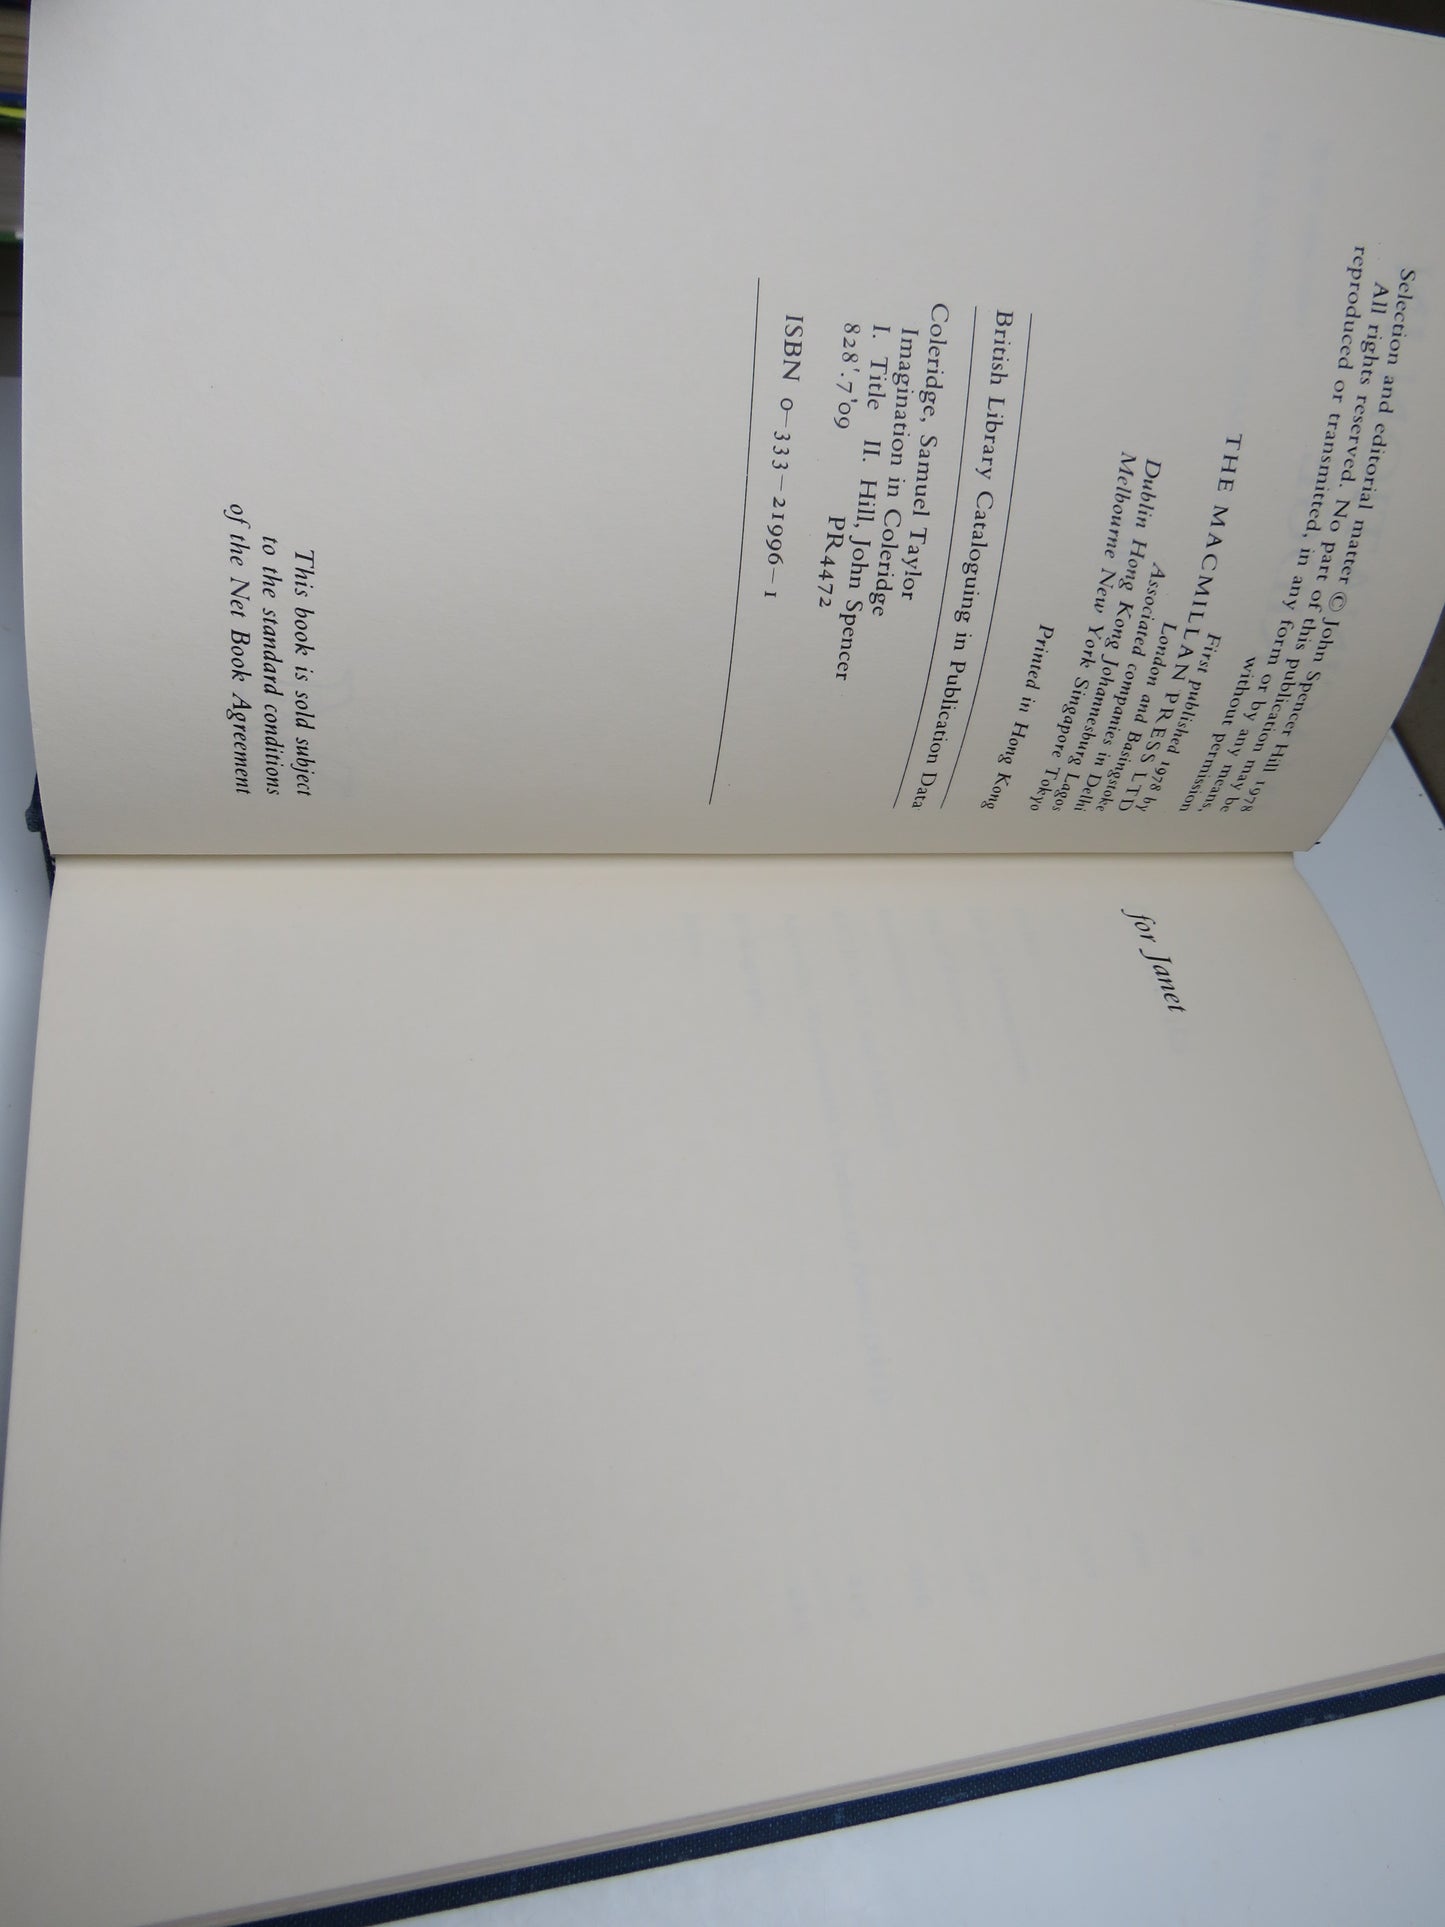 Selection and editorial matter © John Spencer Hill 1978
All rights reserved. No part of this publication may be
reproduced or transmitted, in any form or by any means,
without permission
First published 1978 by
THE MACMILLAN PRESS LTD
London and Basingstoke
Associated companies in Delhi
Dublin Hong Kong Johannesburg Lagos
Melbourne New York Singapore Tokyo
Printed in Hong Kong
British Library Cataloguing in Publication Data
Coleridge, Samuel Taylor
Imagination in Coleridge
I. Title II. Hill, John Spencer
828'.7'09 PR4472
ISBN 0-333-21996-1
This book is sold subject
to the standard conditions
of the Net Book Agreement
for Janet